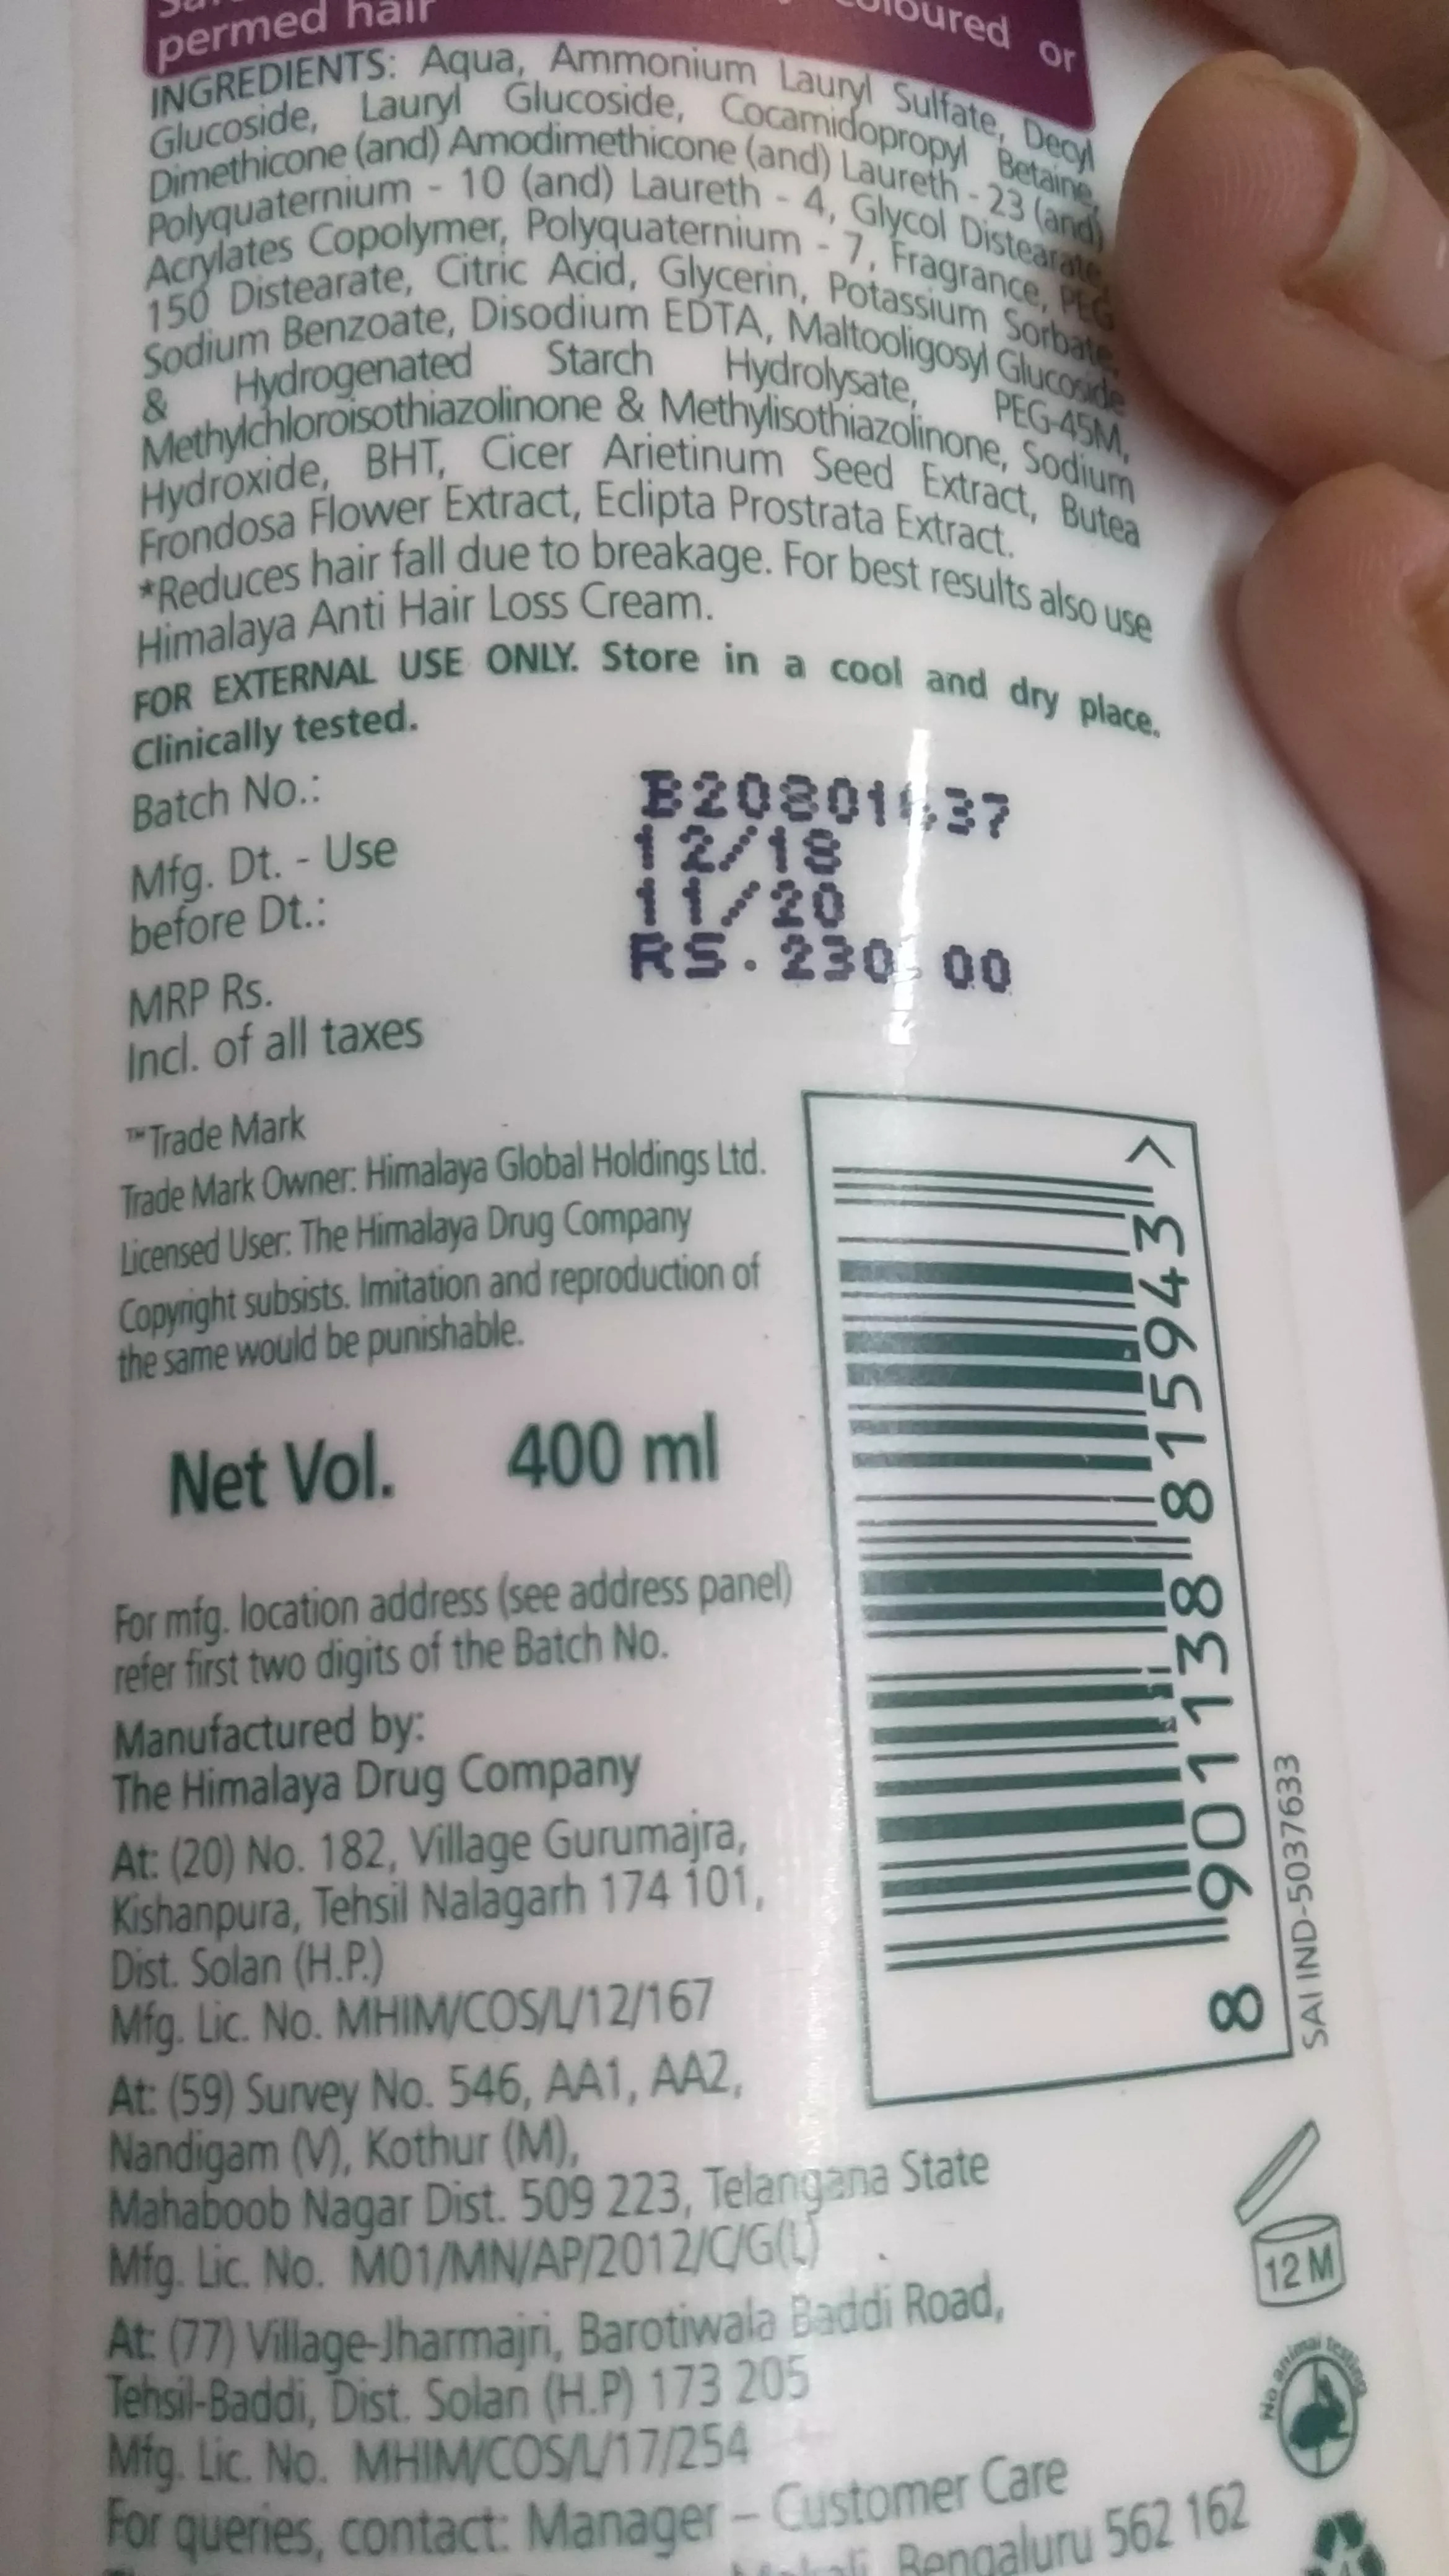 permed hair
coloured or
INGREDIENTS: Aqua, Ammonium Lauryl Sulfate, Decyl
Glucoside, Lauryl Glucoside, Cocamidopropyl Betaine,
Dimethicone (and) Amodimethicone (and) Laureth - 23 (and)
Polyquaternium - 10 (and) Laureth - 4, Glycol Distearate,
Acrylates Copolymer, Polyquaternium - 7, Fragrance, PEG
150 Distearate, Citric Acid, Glycerin, Potassium Sorbate,
Sodium Benzoate, Disodium EDTA, Maltooligosyl Glucoside
& Hydrogenated Starch Hydrolysate, PEG-45M,
Methylchloroisothiazolinone & Methylisothiazolinone, Sodium
Hydroxide, BHT, Cicer Arietinum Seed Extract, Butea
Frondosa Flower Extract, Eclipta Prostrata Extract.
*Reduces hair fall due to breakage. For best results also use
Himalaya Anti Hair Loss Cream.
FOR EXTERNAL USE ONLY. Store in a cool and dry place.
Clinically tested.
Batch No.:
Mfg. Dt. - Use
before Dt.:
MRP Rs.
Incl. of all taxes
12/18
11/20
RS.230.00
™Trade Mark
Trade Mark Owner: Himalaya Global Holdings Ltd.
Licensed User: The Himalaya Drug Company
Copyright subsists. Imitation and reproduction of
the same would be punishable.
Net Vol. 400 ml
For mfg. location address (see address panel)
refer first two digits of the Batch No.
Manufactured by:
The Himalaya Drug Company
At: (20) No. 182, Village Gurumajra,
Kishanpura, Tehsil Nalagarh 174 101,
Dist. Solan (H.P.)
Mfg. Lic. No. MHIM/COS/L/12/167
At: (59) Survey No. 546, AA1, AA2,
Nandigam (V), Kothur (M),
Mahaboob Nagar Dist. 509 223, Telangana State
Mfg. Lic. No. M01/MN/AP/2012/C/G(L)
At: (77) Village-Jharmajri, Barotiwala Baddi Road,
Tehsil-Baddi, Dist. Solan (H.P) 173 205
Mfg. Lic. No. MHIM/COS/L/17/254
For queries, contact: Manager – Customer Care
Bengaluru 562 162
8 901138 815943 >
SAI IND-5037633
12 M
No animal testing